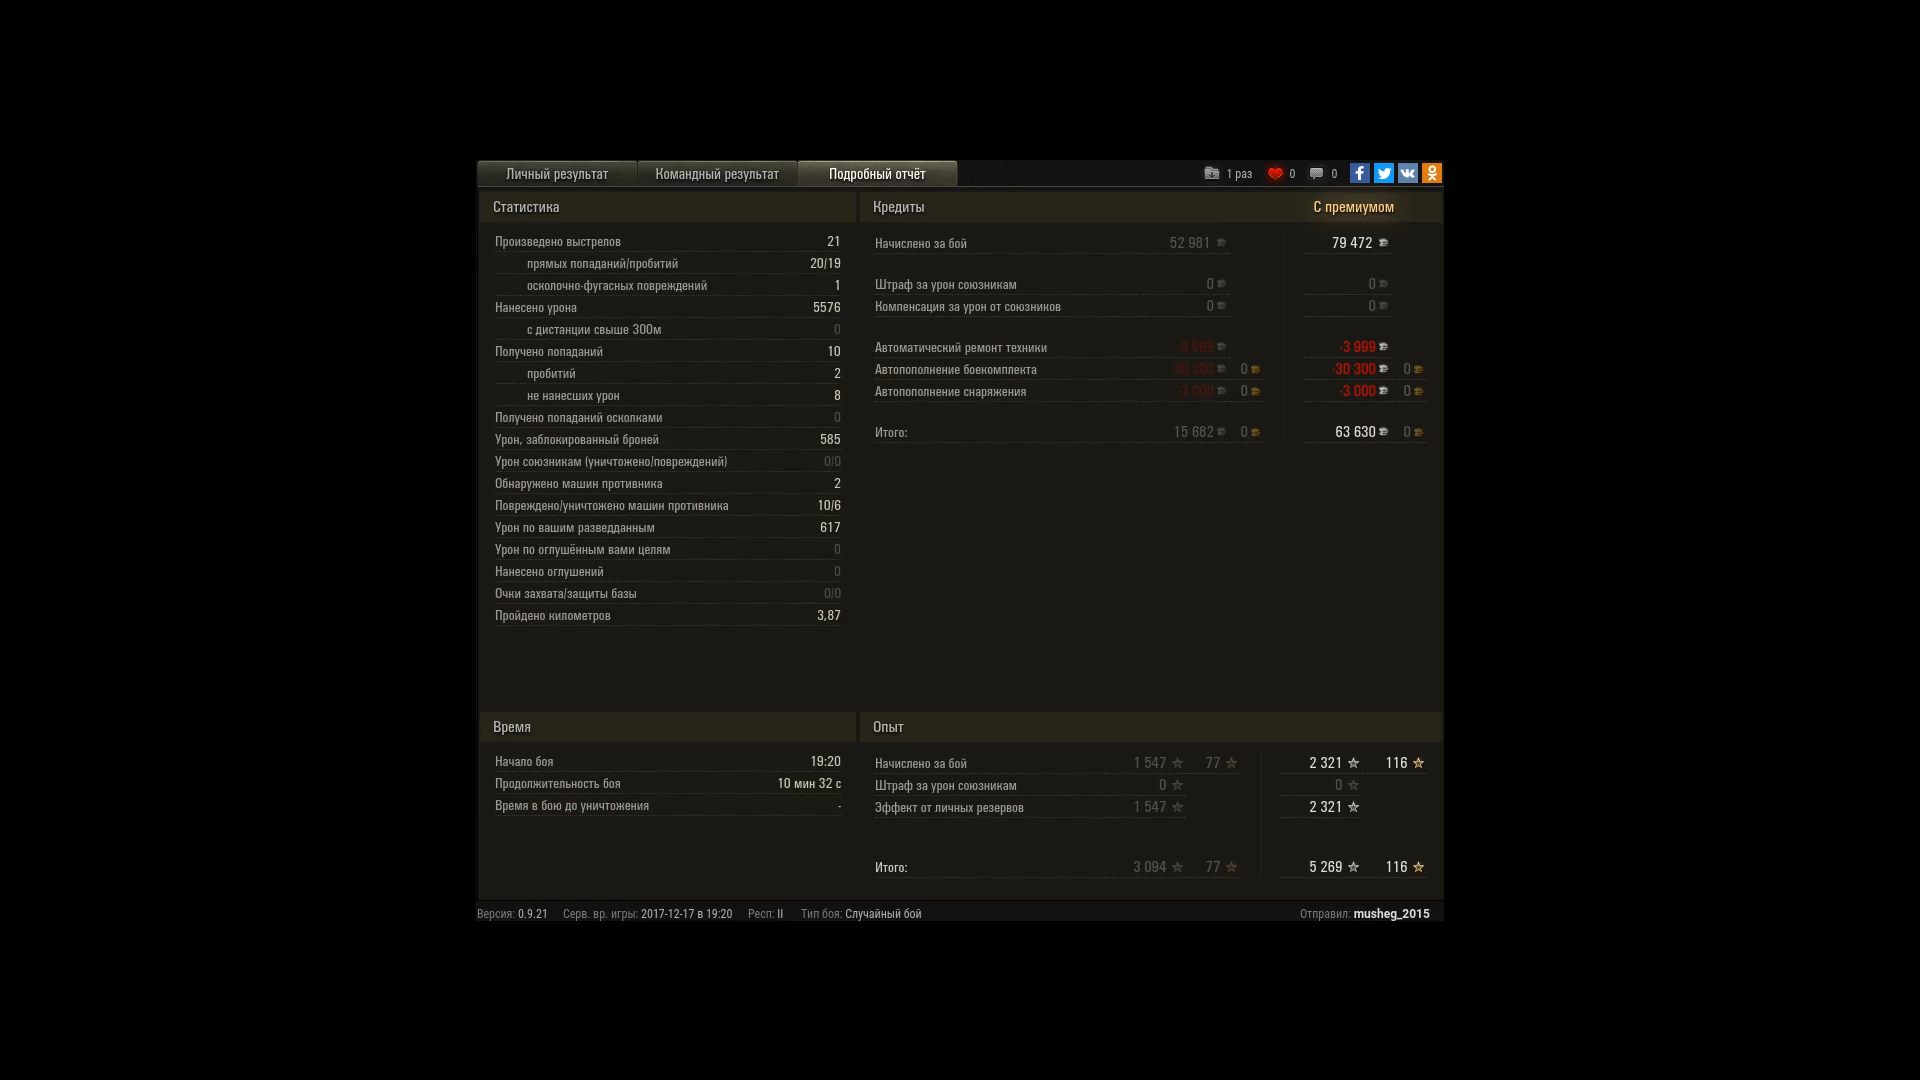 Личный результат Командный результат Подробный отчёт 1 раз 0 0
Статистика
Произведено выстрелов 21
прямых попаданий/пробитий 20/19
осколочно-фугасных повреждений 1
Нанесено урона 5576
с дистанции свыше 300м 0
Получено попаданий 10
пробитий 2
не нанесших урон 8
Получено попаданий осколками 0
Урон, заблокированный броней 585
Урон союзникам (уничтожено/повреждений) 0/0
Обнаружено машин противника 2
Повреждено/уничтожено машин противника 10/6
Урон по вашим разведданным 617
Урон по оглушённым вами целям 0
Нанесено оглушений 0
Очки захвата/защиты базы 0/0
Пройдено километров 3,87
Кредиты С премиумом
Начислено за бой 52 981 79 472
Штраф за урон союзникам 0 0
Компенсация за урон от союзников 0 0
Автоматический ремонт техники -3 999 -3 999
Автопополнение боекомплекта -30 300 0 -30 300 0
Автопополнение снаряжения -3 000 0 -3 000 0
Итого: 15 682 0 63 630 0
Время
Начало боя 19:20
Продолжительность боя 10 мин 32 с
Время в бою до уничтожения -
Опыт
Начислено за бой 1 547 77 2 321 116
Штраф за урон союзникам 0 0
Эффект от личных резервов 1 547 2 321
Итого: 3 094 77 5 269 116
Версия: 0.9.21 Серв. вр. игры: 2017-12-17 в 19:20 Респ: II Тип боя: Случайный бой Отправил: musheg_2015